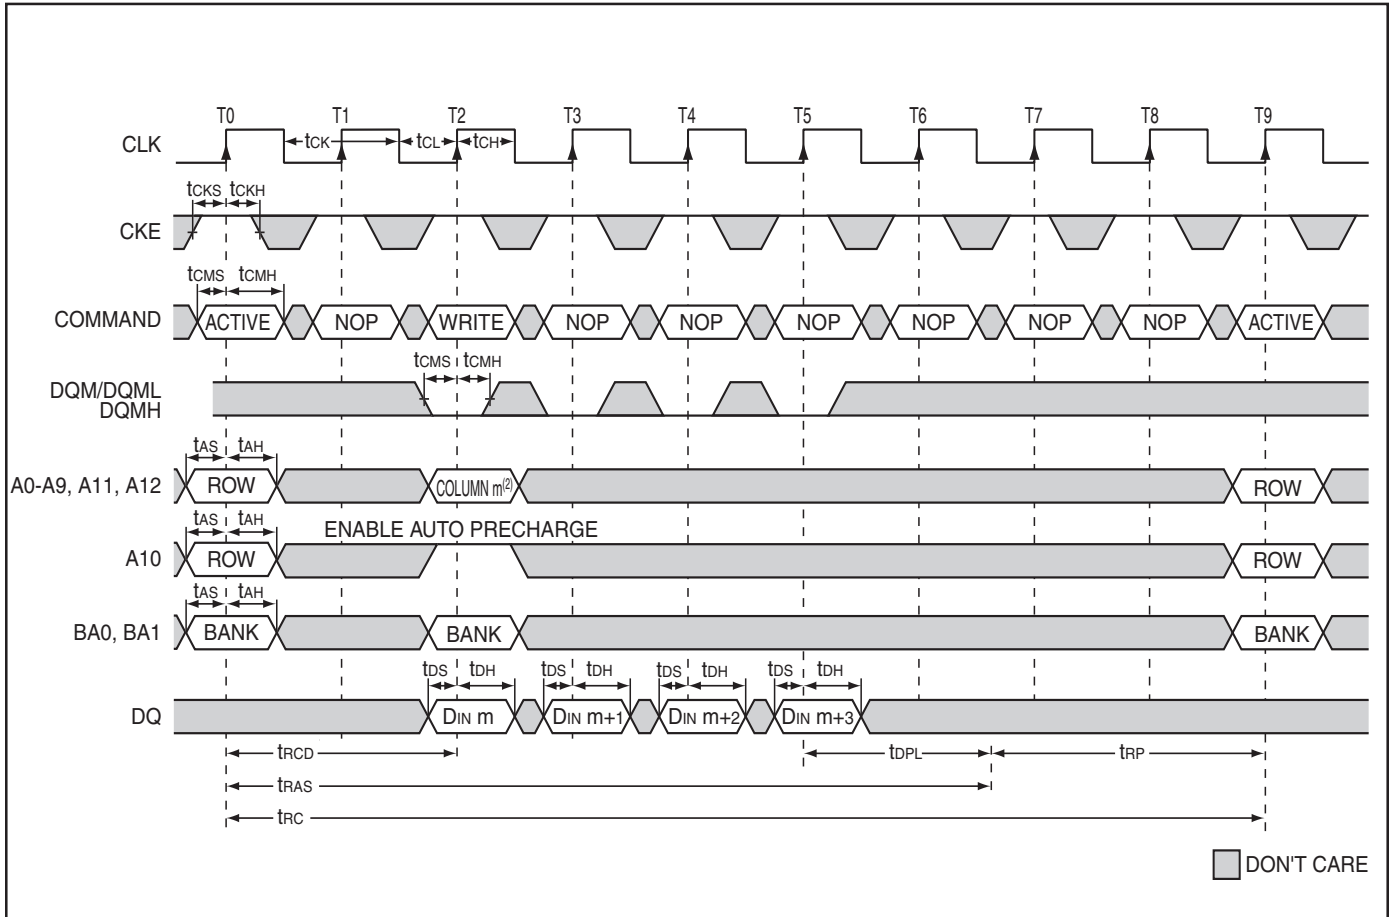 T0 T1 T2 T3 T4 T5 T6 T7 T8 T9
CLK tCK tCL tCH
tCKS tCKH
CKE
tCMS tCMH
COMMAND ACTIVE NOP WRITE NOP NOP NOP NOP NOP NOP ACTIVE
tCMS tCMH
DQM/DQML
DQMH
tAS tAH
A0-A9, A11, A12 ROW COLUMN m(2) ROW
tAS tAH ENABLE AUTO PRECHARGE
A10 ROW ROW
tAS tAH
BA0, BA1 BANK BANK BANK
tDS tDH tDS tDH tDS tDH tDS tDH
DQ DIN m DIN m+1 DIN m+2 DIN m+3
tRCD tDPL tRP
tRAS
tRC
DON'T CARE